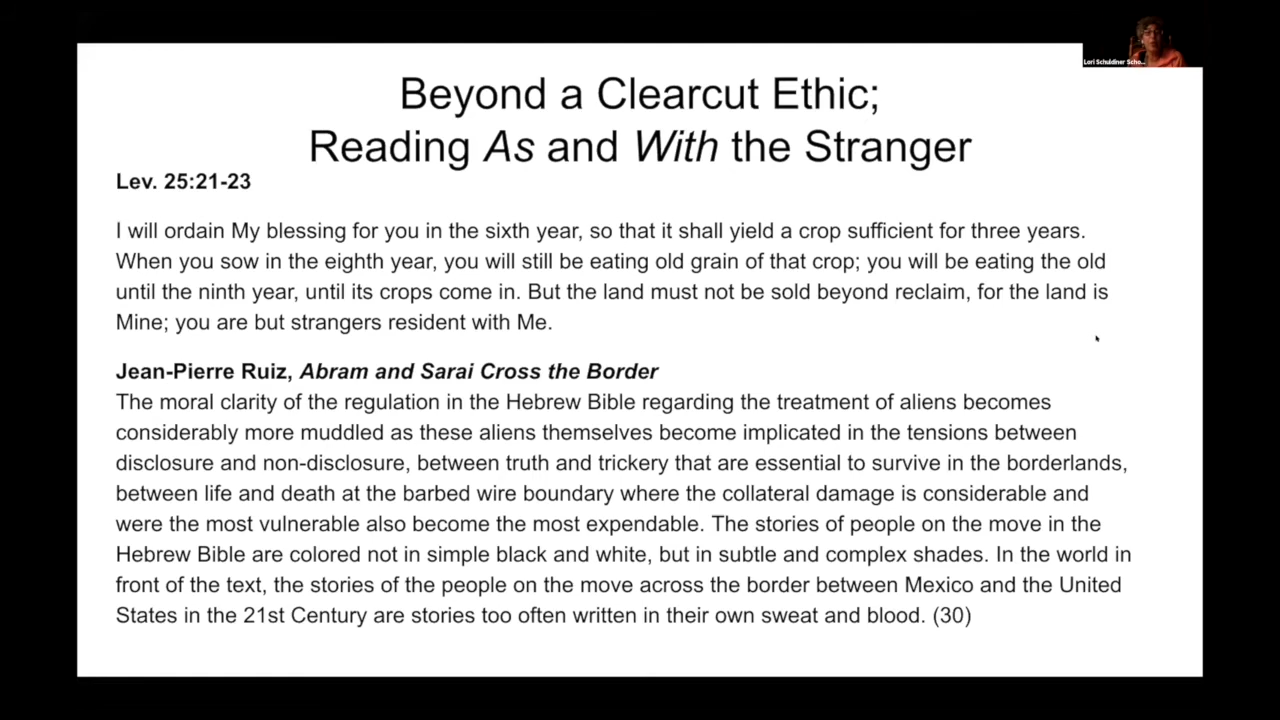 Lori Schuldner Scho...
Beyond a Clearcut Ethic;
Reading As and With the Stranger
Lev. 25:21-23
I will ordain My blessing for you in the sixth year, so that it shall yield a crop sufficient for three years.
When you sow in the eighth year, you will still be eating old grain of that crop; you will be eating the old
until the ninth year, until its crops come in. But the land must not be sold beyond reclaim, for the land is
Mine; you are but strangers resident with Me.
Jean-Pierre Ruiz, Abram and Sarai Cross the Border
The moral clarity of the regulation in the Hebrew Bible regarding the treatment of aliens becomes
considerably more muddled as these aliens themselves become implicated in the tensions between
disclosure and non-disclosure, between truth and trickery that are essential to survive in the borderlands,
between life and death at the barbed wire boundary where the collateral damage is considerable and
were the most vulnerable also become the most expendable. The stories of people on the move in the
Hebrew Bible are colored not in simple black and white, but in subtle and complex shades. In the world in
front of the text, the stories of the people on the move across the border between Mexico and the United
States in the 21st Century are stories too often written in their own sweat and blood. (30)